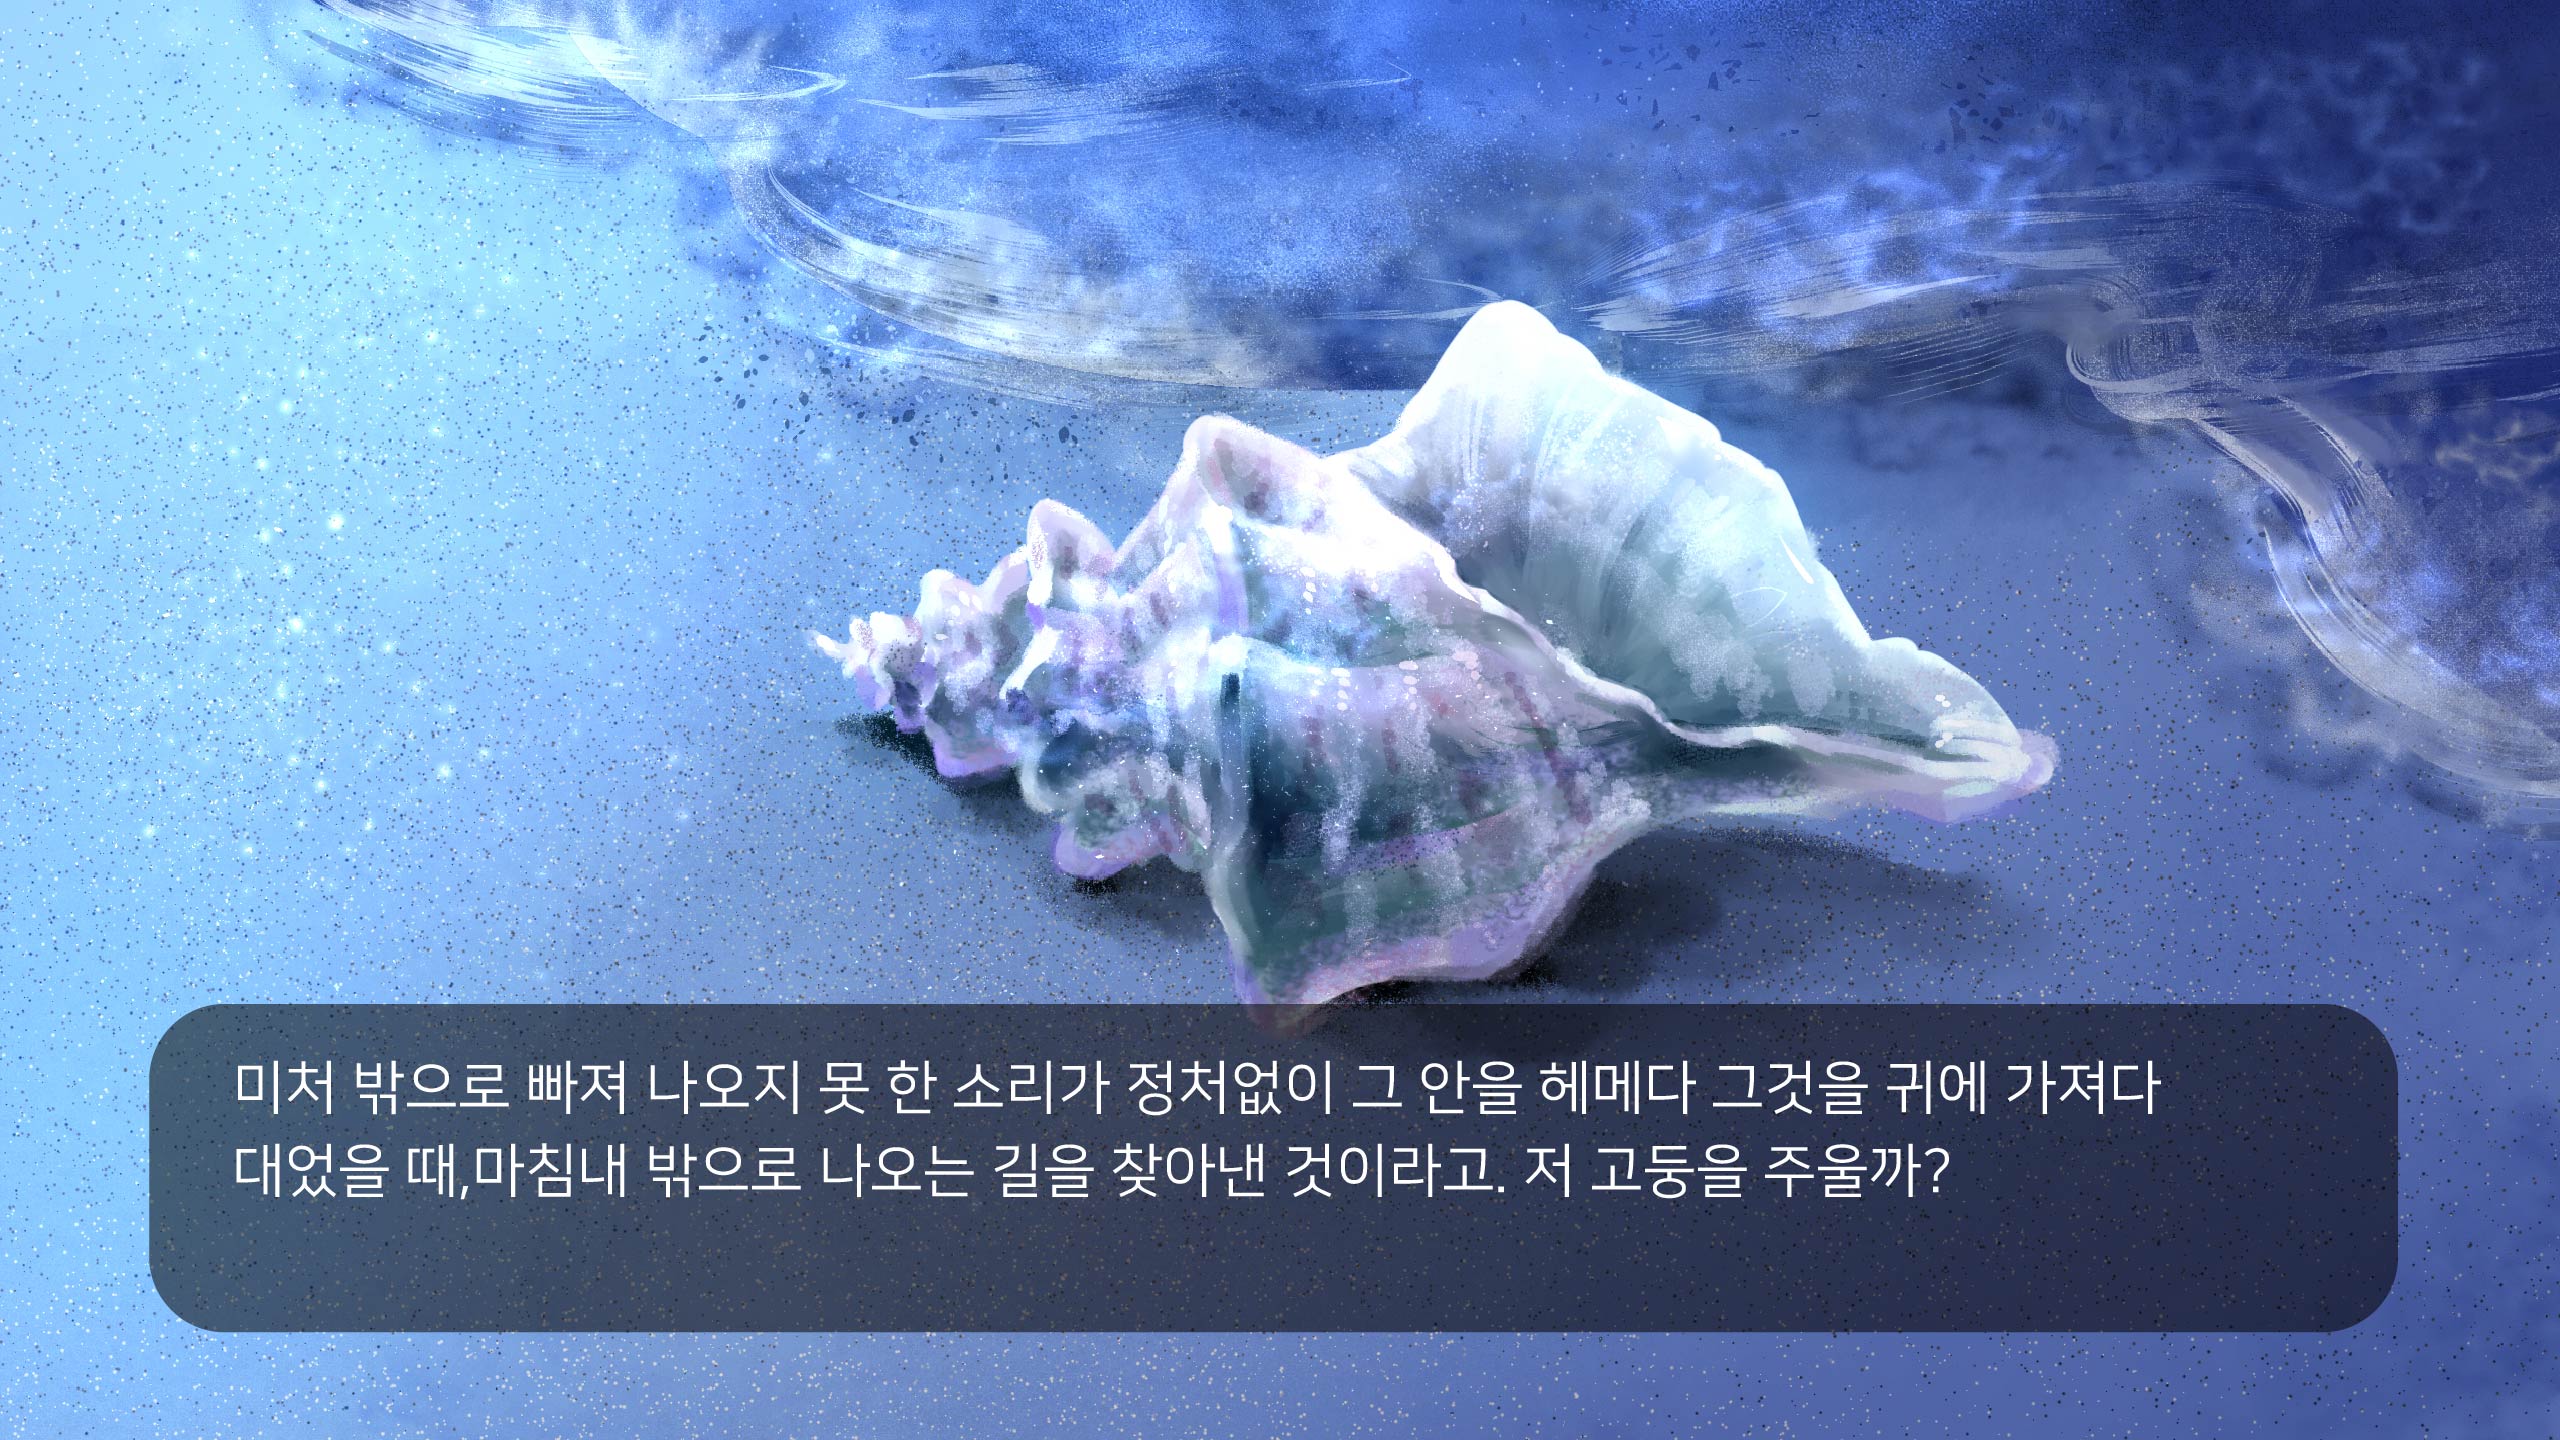 미처 밖으로 빠져 나오지 못 한 소리가 정처없이 그 안을 헤메다 그것을 귀에 가져다
대었을 때,마침내 밖으로 나오는 길을 찾아낸 것이라고. 저 고둥을 주울까?